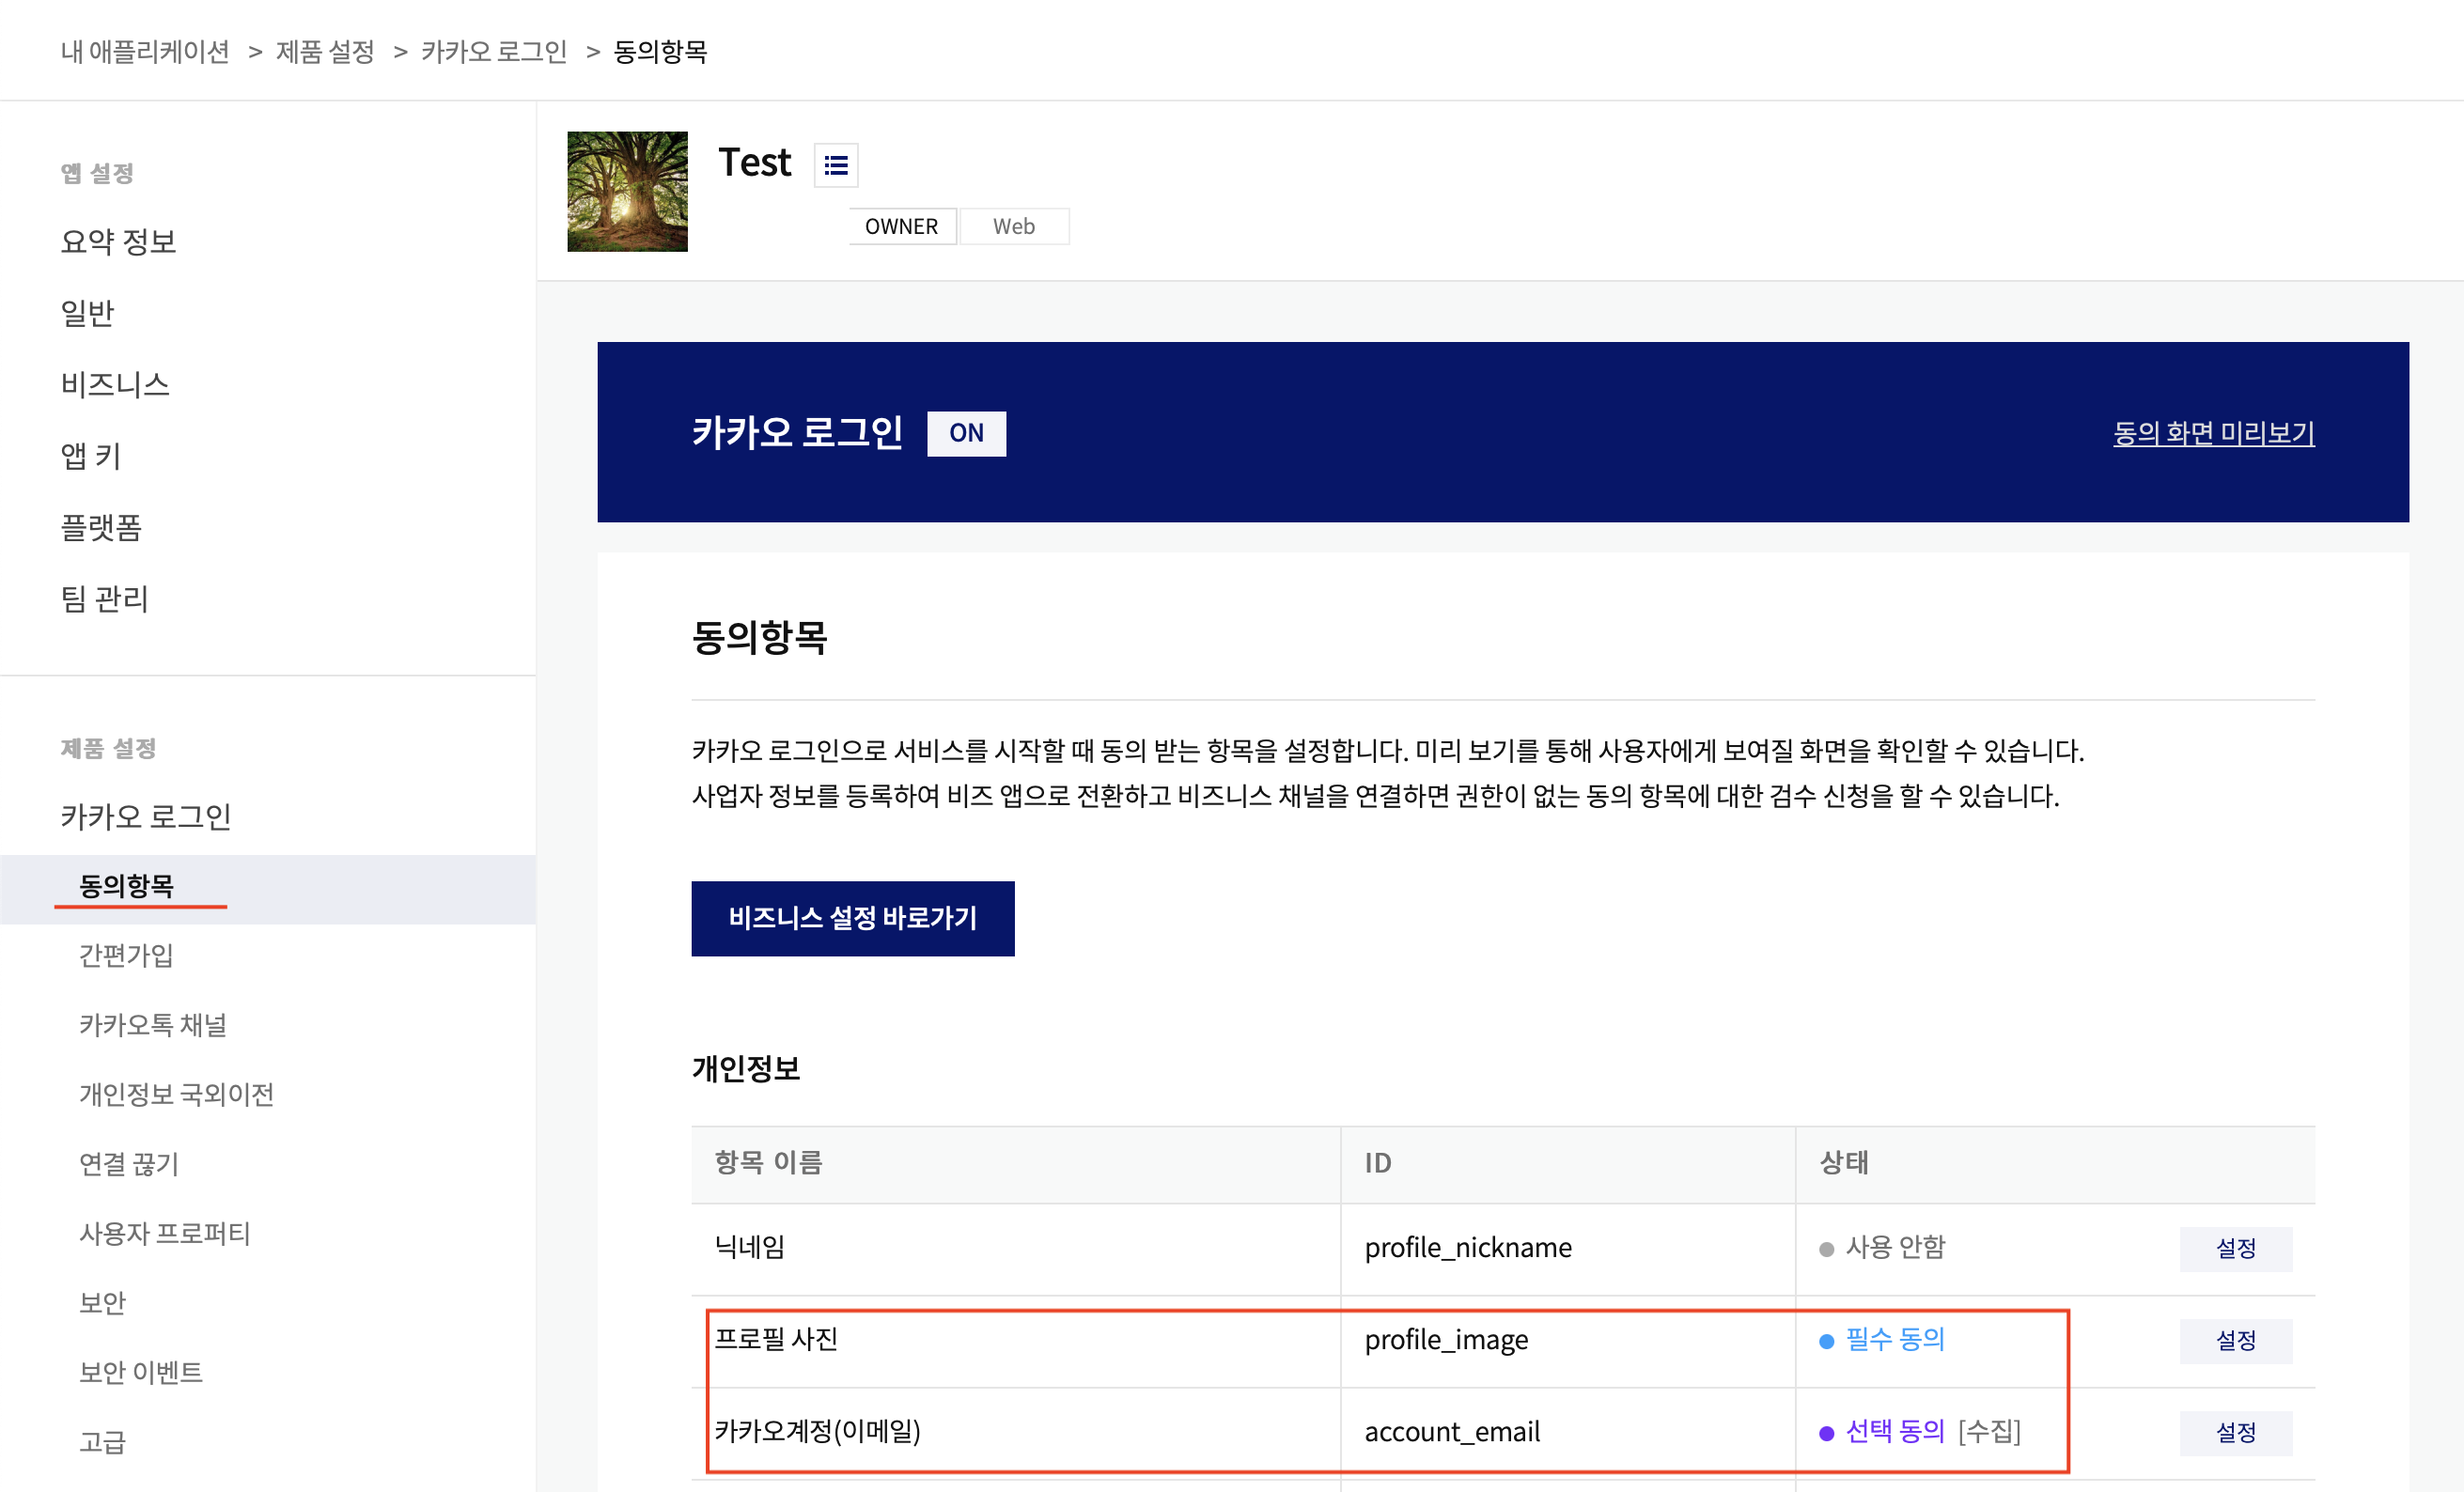 내 애플리케이션 > 제품 설정 > 카카오 로그인 > 동의항목
앱 설정
요약 정보
일반
비즈니스
앱 키
플랫폼
팀 관리
제품 설정
카카오 로그인
동의항목
간편가입
카카오톡 채널
개인정보 국외이전
연결 끊기
사용자 프로퍼티
보안
보안 이벤트
고급
Test
OWNER Web
카카오 로그인 ON 동의 화면 미리보기
동의항목
카카오 로그인으로 서비스를 시작할 때 동의 받는 항목을 설정합니다. 미리 보기를 통해 사용자에게 보여질 화면을 확인할 수 있습니다.
사업자 정보를 등록하여 비즈 앱으로 전환하고 비즈니스 채널을 연결하면 권한이 없는 동의 항목에 대한 검수 신청을 할 수 있습니다.
비즈니스 설정 바로가기
개인정보
항목 이름 ID 상태
닉네임 profile_nickname 사용 안함 설정
프로필 사진 profile_image 필수 동의 설정
카카오계정(이메일) account_email 선택 동의 [수집] 설정